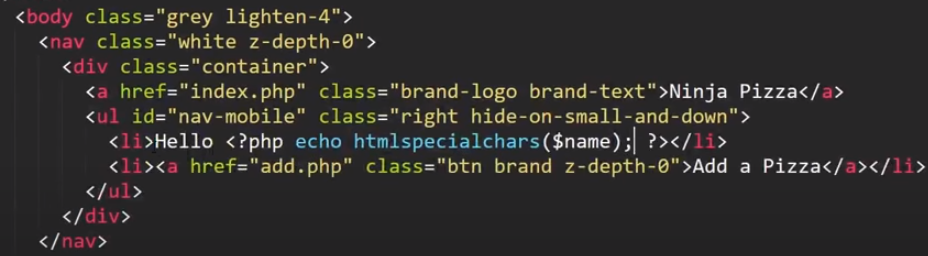 <body class="grey lighten-4">
<nav class="white z-depth-0">
<div class="container">
<a href="index.php" class="brand-logo brand-text">Ninja Pizza</a>
<ul id="nav-mobile" class="right hide-on-small-and-down">
<li>Hello <?php echo htmlspecialchars($name); ?></li>
<li><a href="add.php" class="btn brand z-depth-0">Add a Pizza</a></li>
</ul>
</div>
</nav>